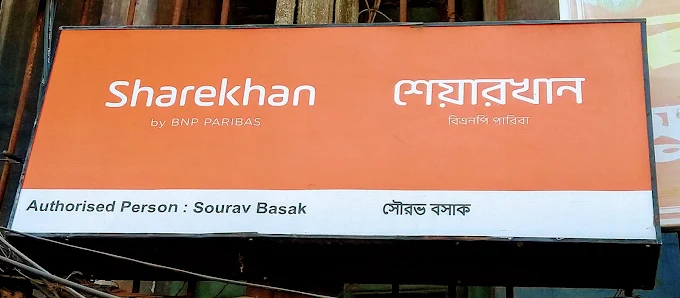 Sharekhan
by BNP PARIBAS
শেয়ারখান
বিএনপি পারিবা
Authorised Person : Sourav Basak
সৌরভ বসাক